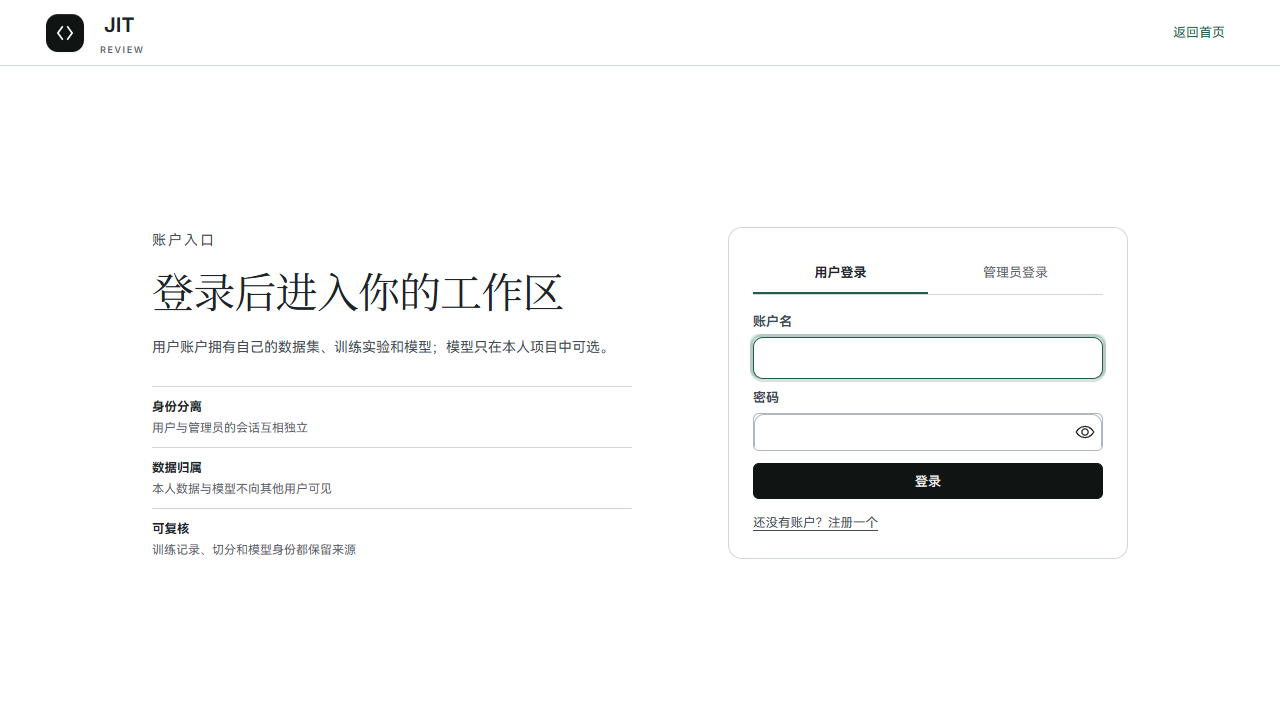 JIT
REVIEW
返回首页
账户入口
登录后进入你的工作区
用户账户拥有自己的数据集、训练实验和模型；模型只在本人项目中可选。
身份分离
用户与管理员的会话互相独立
数据归属
本人数据与模型不向其他用户可见
可复核
训练记录、切分和模型身份都保留来源
用户登录
管理员登录
账户名
密码
登录
还没有账户？注册一个